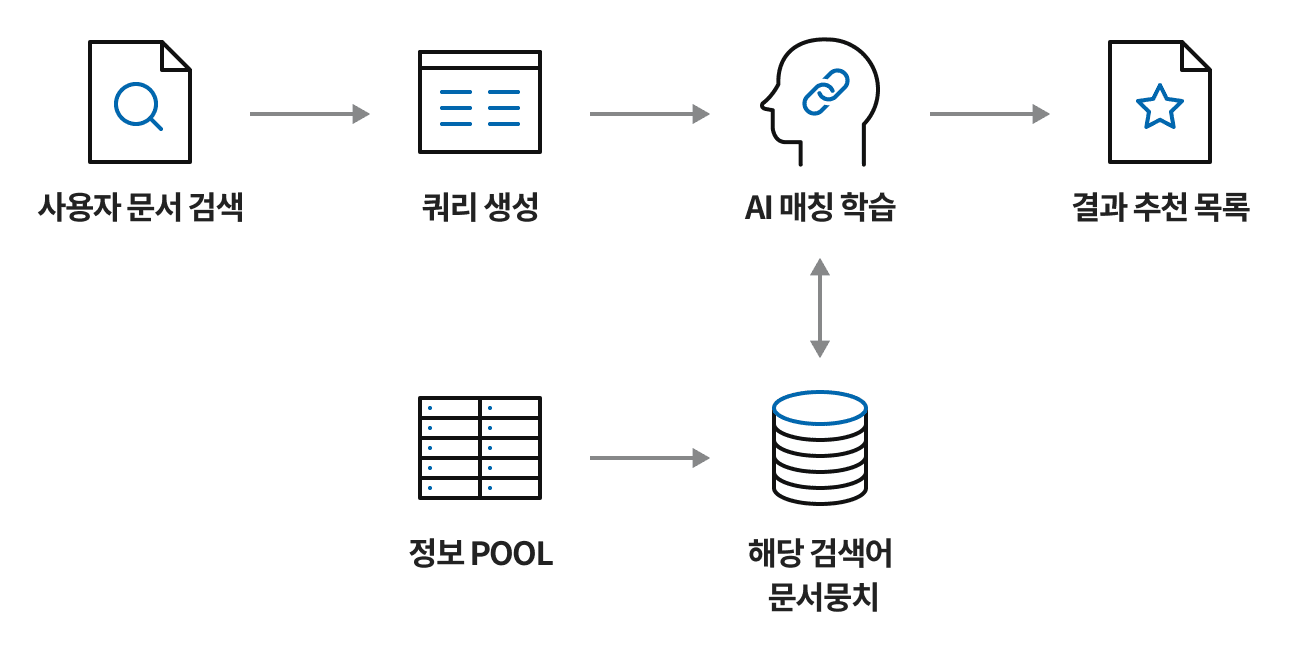 사용자 문서 검색
쿼리 생성
AI 매칭 학습
결과 추천 목록
정보 POOL
해당 검색어
문서뭉치